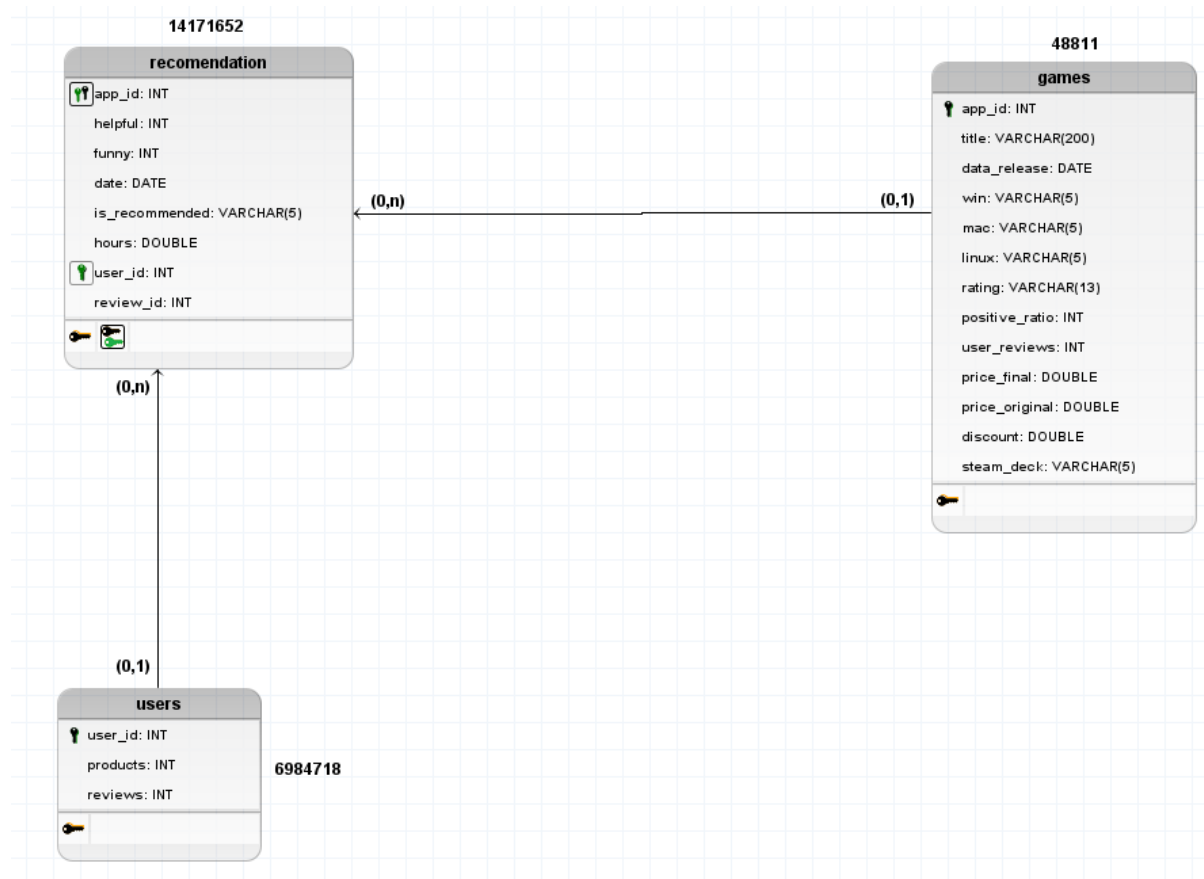 14171652
recomendation
app_id: INT
helpful: INT
funny: INT
date: DATE
is_recommended: VARCHAR(5)
hours: DOUBLE
user_id: INT
review_id: INT
(0,n)
(0,1)
48811
games
app_id: INT
title: VARCHAR(200)
data_release: DATE
win: VARCHAR(5)
mac: VARCHAR(5)
linux: VARCHAR(5)
rating: VARCHAR(13)
positive_ratio: INT
user_reviews: INT
price_final: DOUBLE
price_original: DOUBLE
discount: DOUBLE
steam_deck: VARCHAR(5)
(0,n)
(0,1)
users
user_id: INT
products: INT
reviews: INT
6984718